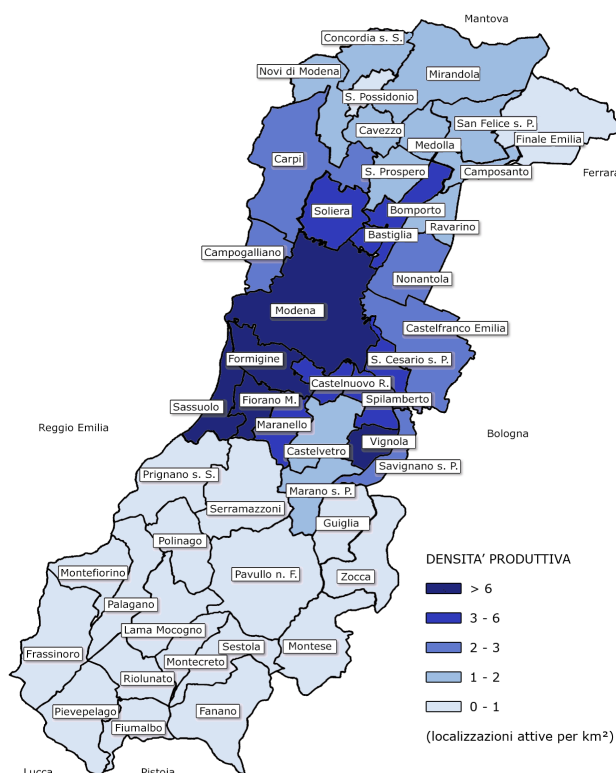 Mantova
Concordia s. S.
Novi di Modena
Mirandola
S. Possidonio
San Felice s. P.
Cavezzo
Finale Emilia
Medolla
Carpi
S. Prospero
Camposanto
Ferrara
Soliera
Bomporto
Ravarino
Bastiglia
Campogalliano
Nonantola
Modena
Castelfranco Emilia
Formigine
S. Cesario s. P.
Castelnuovo R.
Fiorano M.
Spilamberto
Sassuolo
Maranello
Reggio Emilia
Bologna
Vignola
Castelvetro
Savignano s. P.
Prignano s. S.
Marano s. P.
Serramazzoni
Guiglia
Polinago
Montefiorino
Pavullo n. F.
Zocca
Palagano
Lama Mocogno
Frassinoro
Sestola
Montese
Montecreto
Riolunato
Pievepelago
Fanano
Fiumalbo
Lucca
Pistoia
DENSITA' PRODUTTIVA
> 6
3 - 6
2 - 3
1 - 2
0 - 1
(localizzazioni attive per km²)